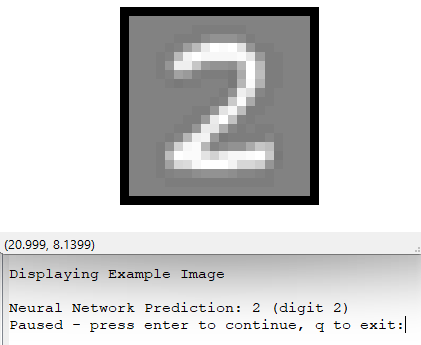 2
(20.999, 8.1399)
Displaying Example Image
Neural Network Prediction: 2 (digit 2)
Paused - press enter to continue, q to exit: